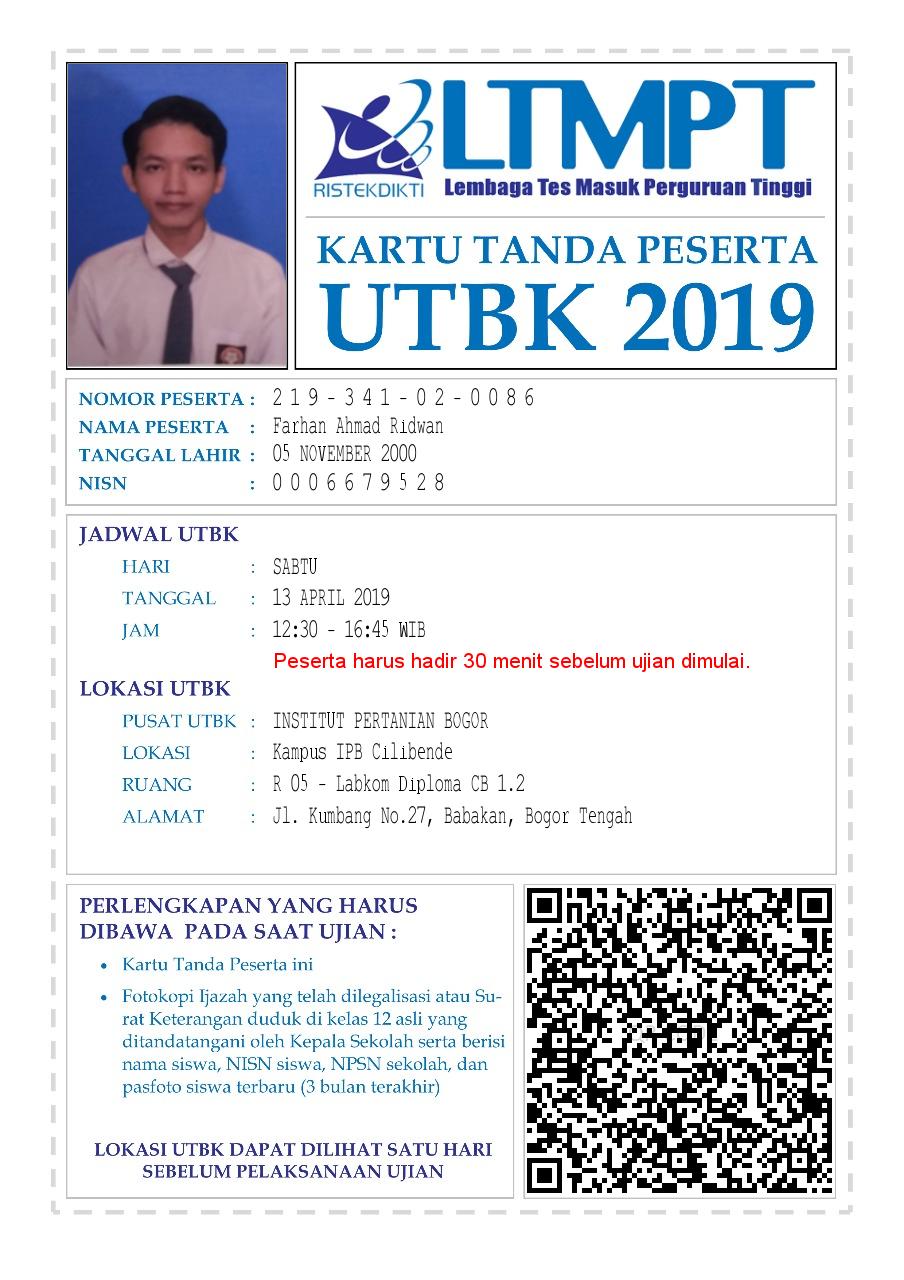 LTMPT
RISTEKDIKTI
Lembaga Tes Masuk Perguruan Tinggi
KARTU TANDA PESERTA
UTBK 2019
NOMOR PESERTA : 219-341-02-0086
NAMA PESERTA : Farhan Ahmad Ridwan
TANGGAL LAHIR : 05 NOVEMBER 2000
NISN : 0006679528
JADWAL UTBK
HARI : SABTU
TANGGAL : 13 APRIL 2019
JAM : 12:30 - 16:45 WIB
Peserta harus hadir 30 menit sebelum ujian dimulai.
LOKASI UTBK
PUSAT UTBK : INSTITUT PERTANIAN BOGOR
LOKASI : Kampus IPB Cilibende
RUANG : R 05 - Labkom Diploma CB 1.2
ALAMAT : Jl. Kumbang No.27, Babakan, Bogor Tengah
PERLENGKAPAN YANG HARUS
DIBAWA PADA SAAT UJIAN :
• Kartu Tanda Peserta ini
• Fotokopi Ijazah yang telah dilegalisasi atau Su-
rat Keterangan duduk di kelas 12 asli yang
ditandatangani oleh Kepala Sekolah serta berisi
nama siswa, NISN siswa, NPSN sekolah, dan
pasfoto siswa terbaru (3 bulan terakhir)
LOKASI UTBK DAPAT DILIHAT SATU HARI
SEBELUM PELAKSANAAN UJIAN